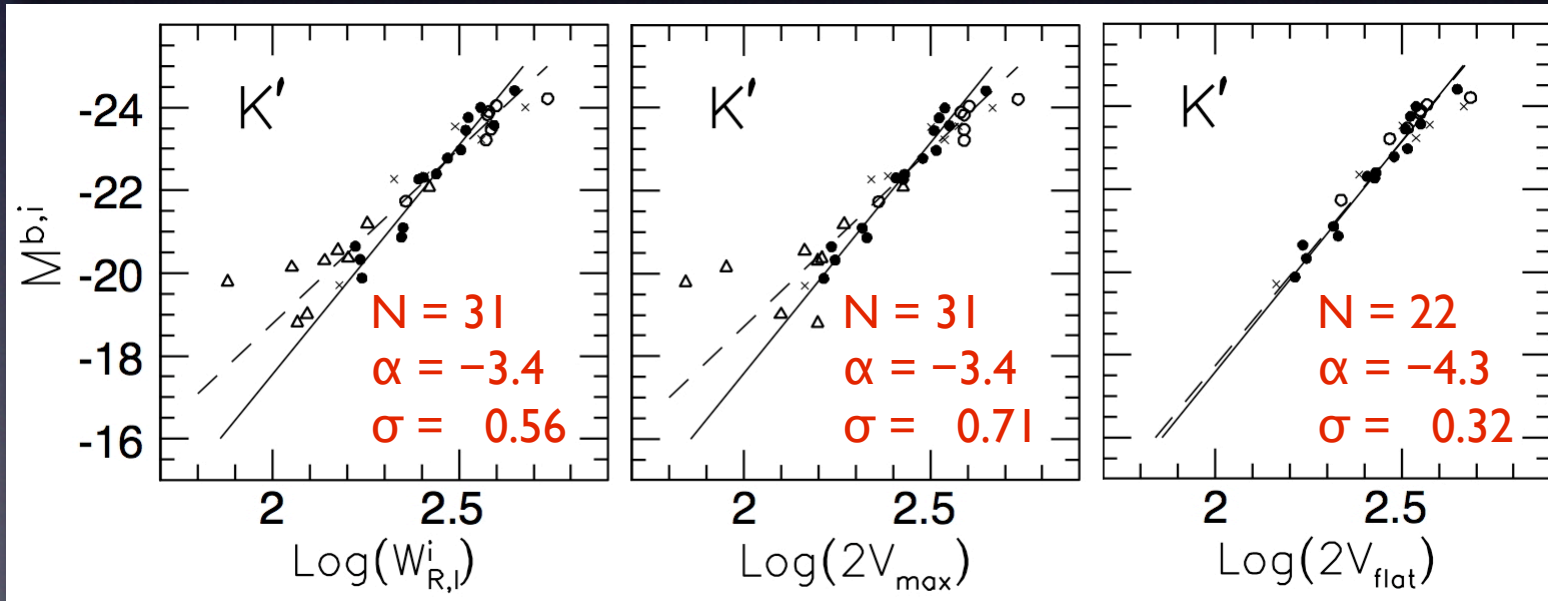 K′
K′
K′
M^b,i
-24
-22
-20
-18
-16
N = 31
α = −3.4
σ = 0.56
N = 31
α = −3.4
σ = 0.71
N = 22
α = −4.3
σ = 0.32
2 2.5
2 2.5
2 2.5
Log(W^i_R,I)
Log(2V_max)
Log(2V_flat)